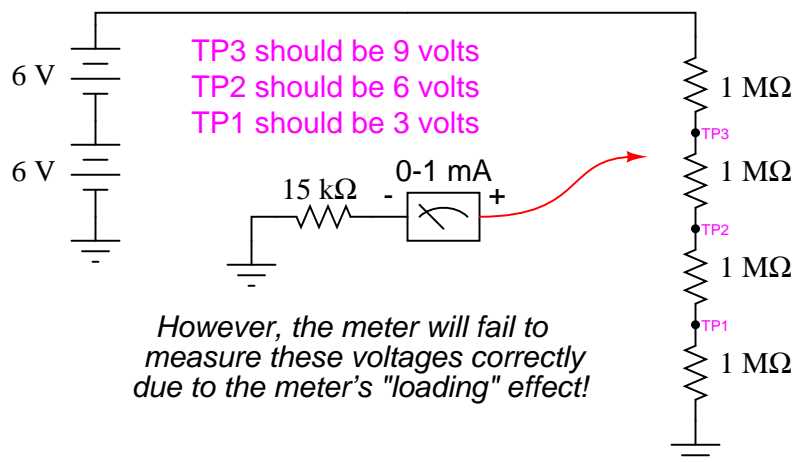 TP3 should be 9 volts
TP2 should be 6 volts
TP1 should be 3 volts
6 V
6 V
0-1 mA
15 kΩ
-
+
1 MΩ
TP3
1 MΩ
TP2
1 MΩ
TP1
1 MΩ
However, the meter will fail to
measure these voltages correctly
due to the meter's "loading" effect!